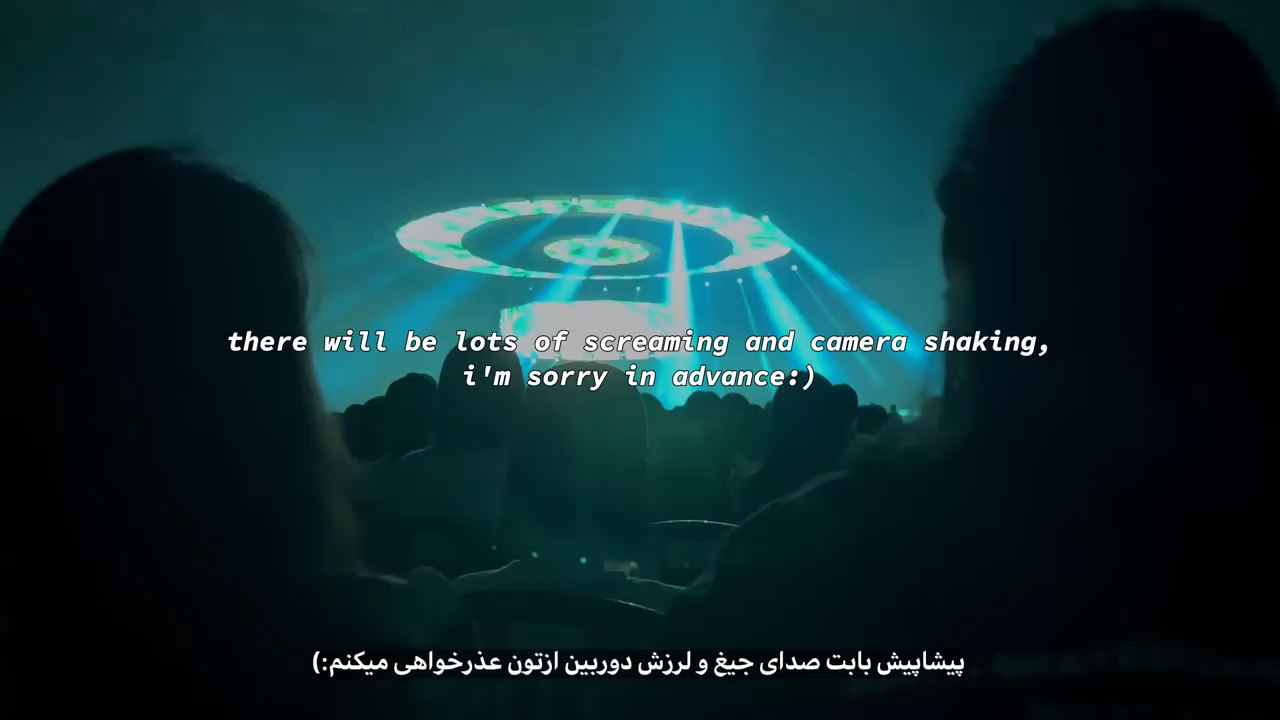 there will be lots of screaming and camera shaking,
i'm sorry in advance:)
پیشاپیش بابت صدای جیغ و لرزش دوربین ازتون عذرخواهی میکنم:)